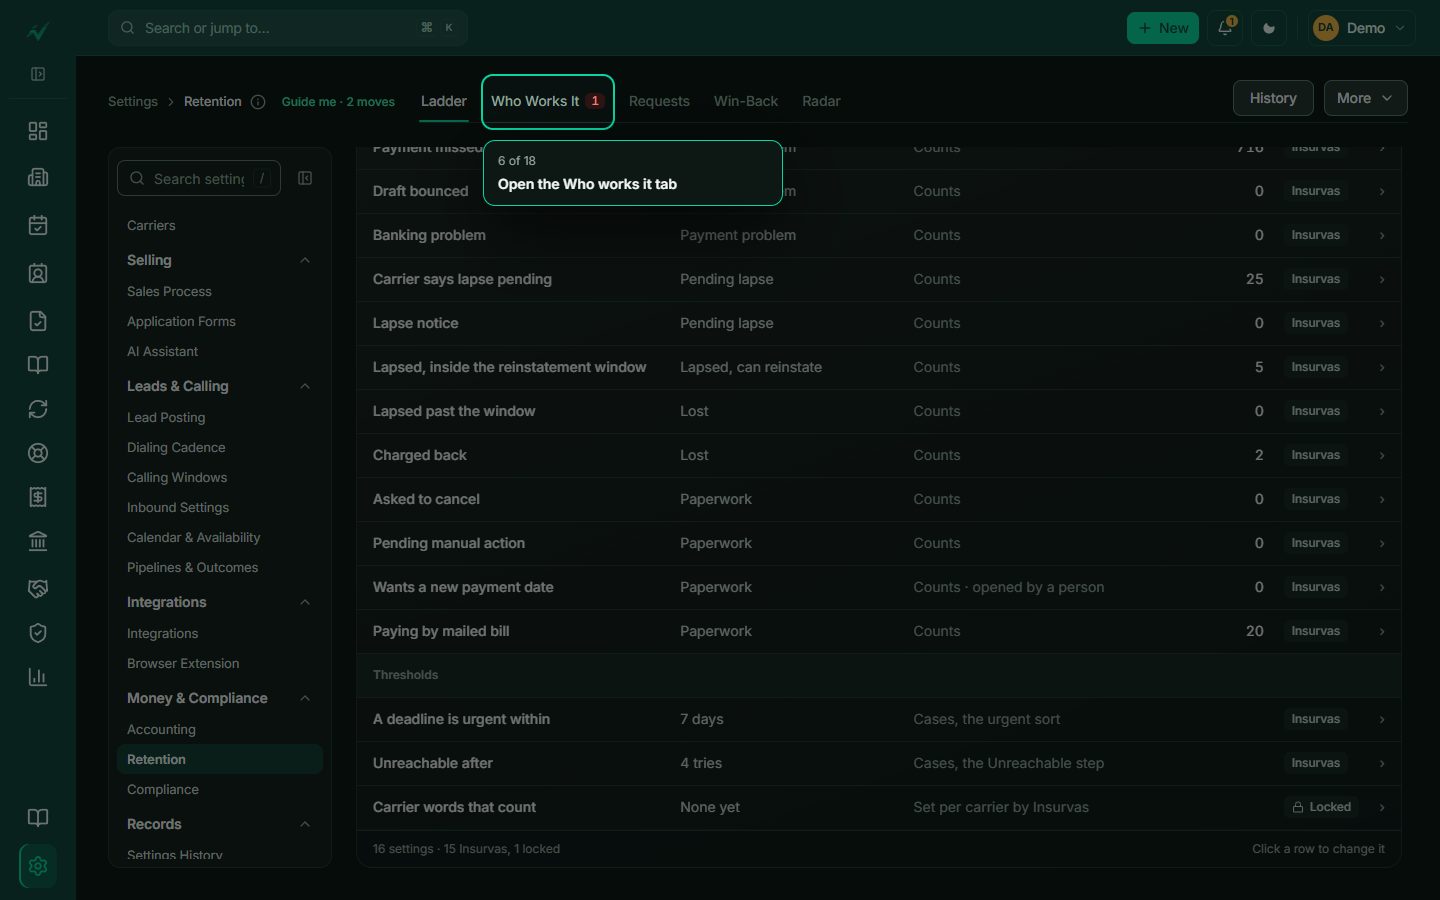 Search or jump to...
⌘ K
New
1
DA
Demo
Settings
Retention
Guide me · 2 moves
Ladder
Who Works It 1
Requests
Win-Back
Radar
History
More
6 of 18
Open the Who works it tab
Search settin
/
Carriers
Selling
Sales Process
Application Forms
AI Assistant
Leads & Calling
Lead Posting
Dialing Cadence
Calling Windows
Inbound Settings
Calendar & Availability
Pipelines & Outcomes
Integrations
Integrations
Browser Extension
Money & Compliance
Accounting
Retention
Compliance
Records
Settings History
Payment missed Counts 716 Insurvas
Draft bounced Counts 0 Insurvas
Banking problem Payment problem Counts 0 Insurvas
Carrier says lapse pending Pending lapse Counts 25 Insurvas
Lapse notice Pending lapse Counts 0 Insurvas
Lapsed, inside the reinstatement window Lapsed, can reinstate Counts 5 Insurvas
Lapsed past the window Lost Counts 0 Insurvas
Charged back Lost Counts 2 Insurvas
Asked to cancel Paperwork Counts 0 Insurvas
Pending manual action Paperwork Counts 0 Insurvas
Wants a new payment date Paperwork Counts · opened by a person 0 Insurvas
Paying by mailed bill Paperwork Counts 20 Insurvas
Thresholds
A deadline is urgent within 7 days Cases, the urgent sort Insurvas
Unreachable after 4 tries Cases, the Unreachable step Insurvas
Carrier words that count None yet Set per carrier by Insurvas Locked
16 settings · 15 Insurvas, 1 locked
Click a row to change it